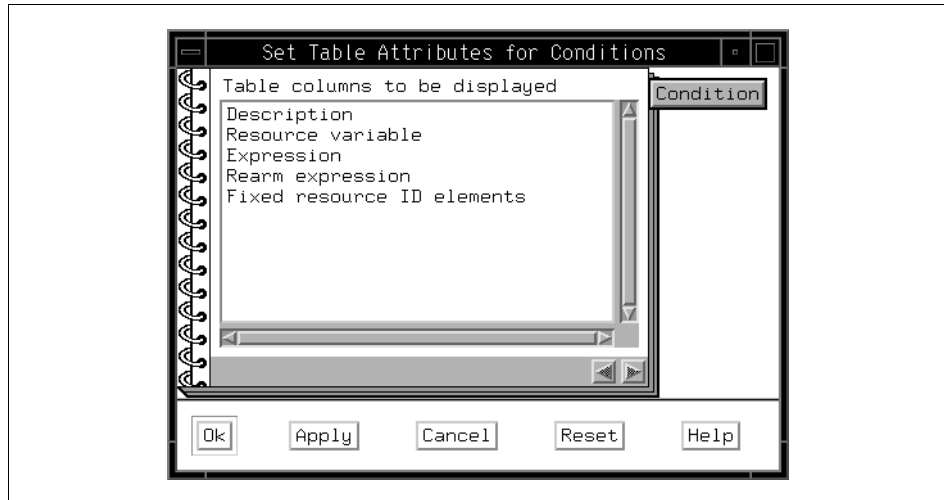 Set Table Attributes for Conditions
Table columns to be displayed
Condition
Description
Resource variable
Expression
Rearm expression
Fixed resource ID elements
Ok Apply Cancel Reset Help